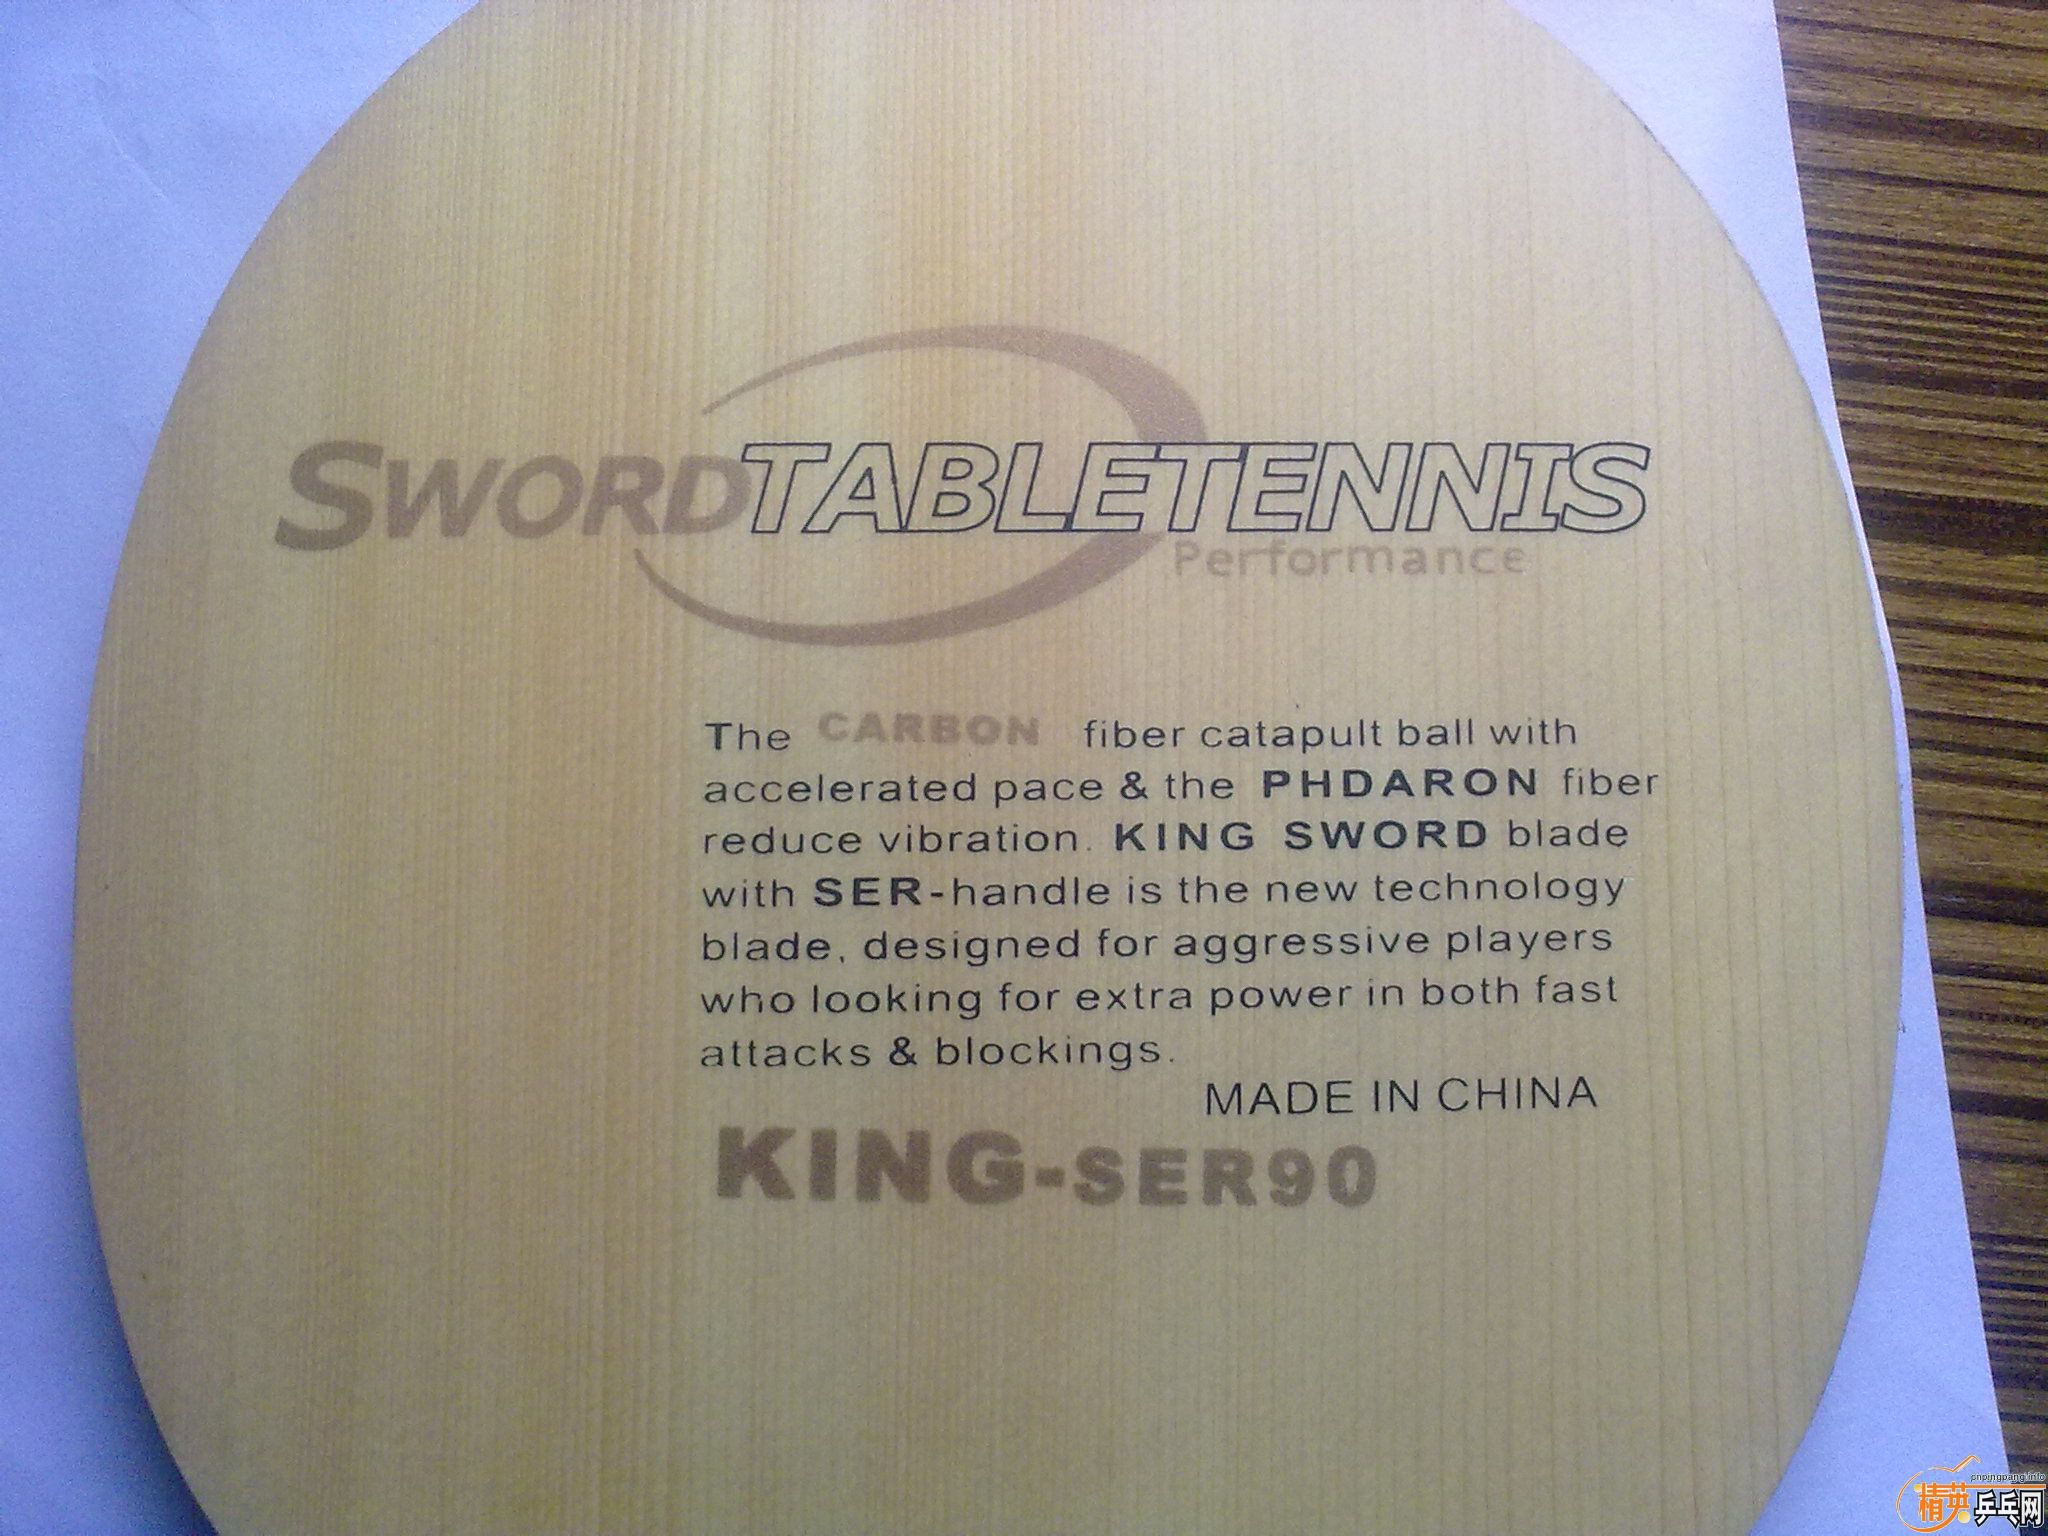 SWORDTABLETENNIS
Performance
The CARBON fiber catapult ball with
accelerated pace & the PHDARON fiber
reduce vibration. KING SWORD blade
with SER-handle is the new technology
blade, designed for aggressive players
who looking for extra power in both fast
attacks & blockings.
MADE IN CHINA
KING-SER90
cnpingpang.info
精英乒乓网